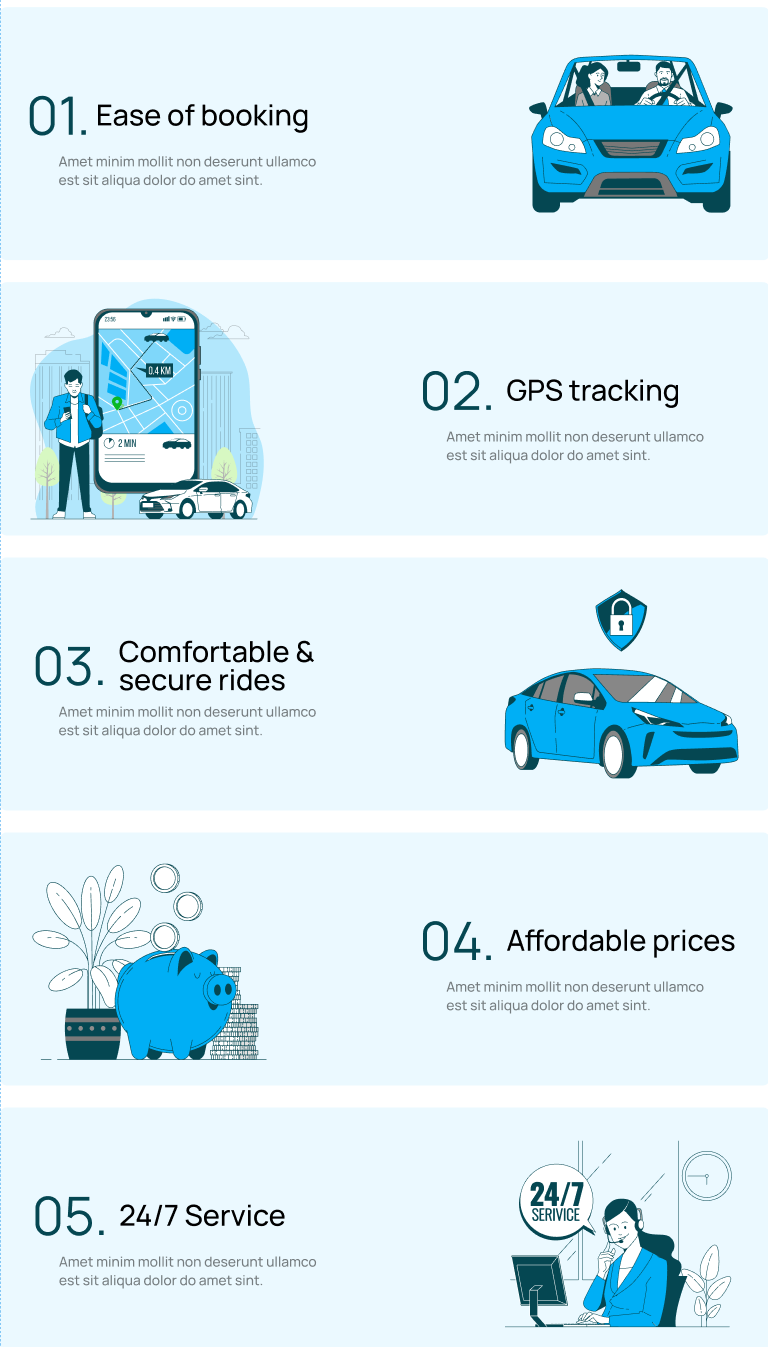 01. Ease of booking
Amet minim mollit non deserunt ullamco
est sit aliqua dolor do amet sint.
23:56
0.4 KM
2 MIN
02. GPS tracking
Amet minim mollit non deserunt ullamco
est sit aliqua dolor do amet sint.
03. Comfortable &
secure rides
Amet minim mollit non deserunt ullamco
est sit aliqua dolor do amet sint.
04. Affordable prices
Amet minim mollit non deserunt ullamco
est sit aliqua dolor do amet sint.
05. 24/7 Service
Amet minim mollit non deserunt ullamco
est sit aliqua dolor do amet sint.
24/7
SERIVICE